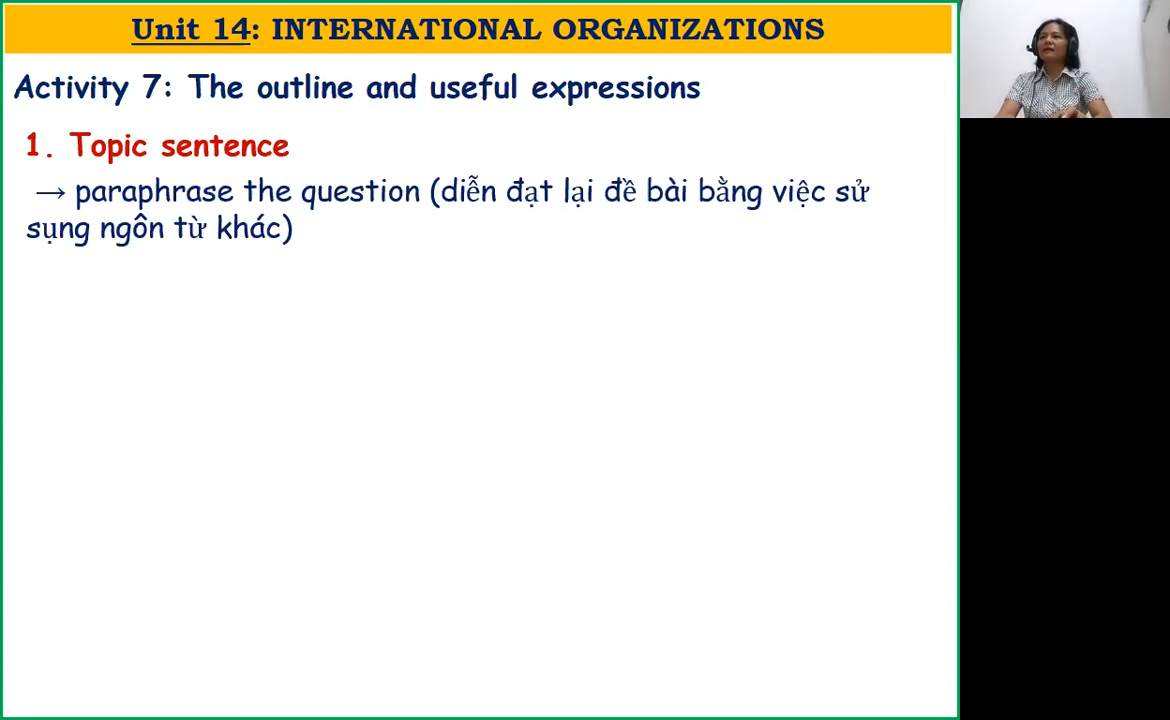 Unit 14: INTERNATIONAL ORGANIZATIONS
Activity 7: The outline and useful expressions
1. Topic sentence
→ paraphrase the question (diễn đạt lại đề bài bằng việc sử
sụng ngôn từ khác)